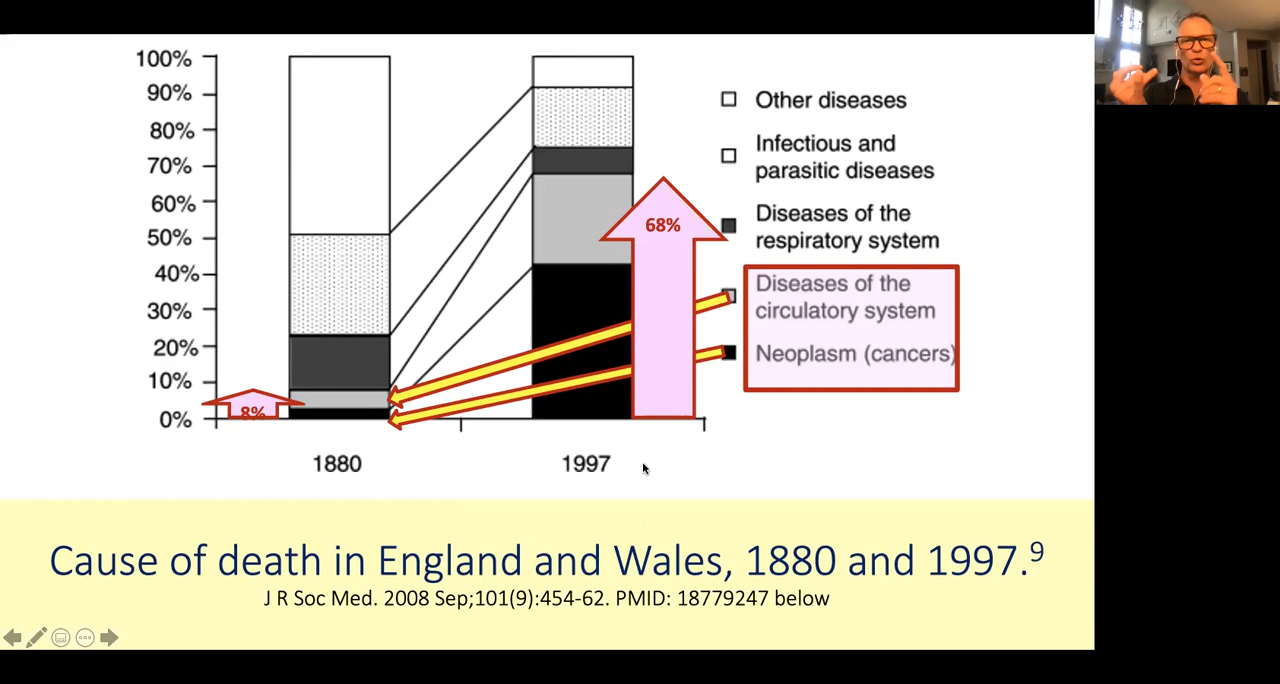 100%
90%
80%
70%
60%
50%
40%
30%
20%
10%
0%
8%
68%
1880
1997
Other diseases
Infectious and
parasitic diseases
Diseases of the
respiratory system
Diseases of the
circulatory system
Neoplasm (cancers)
Cause of death in England and Wales, 1880 and 1997.⁹
J R Soc Med. 2008 Sep;101(9):454-62. PMID: 18779247 below